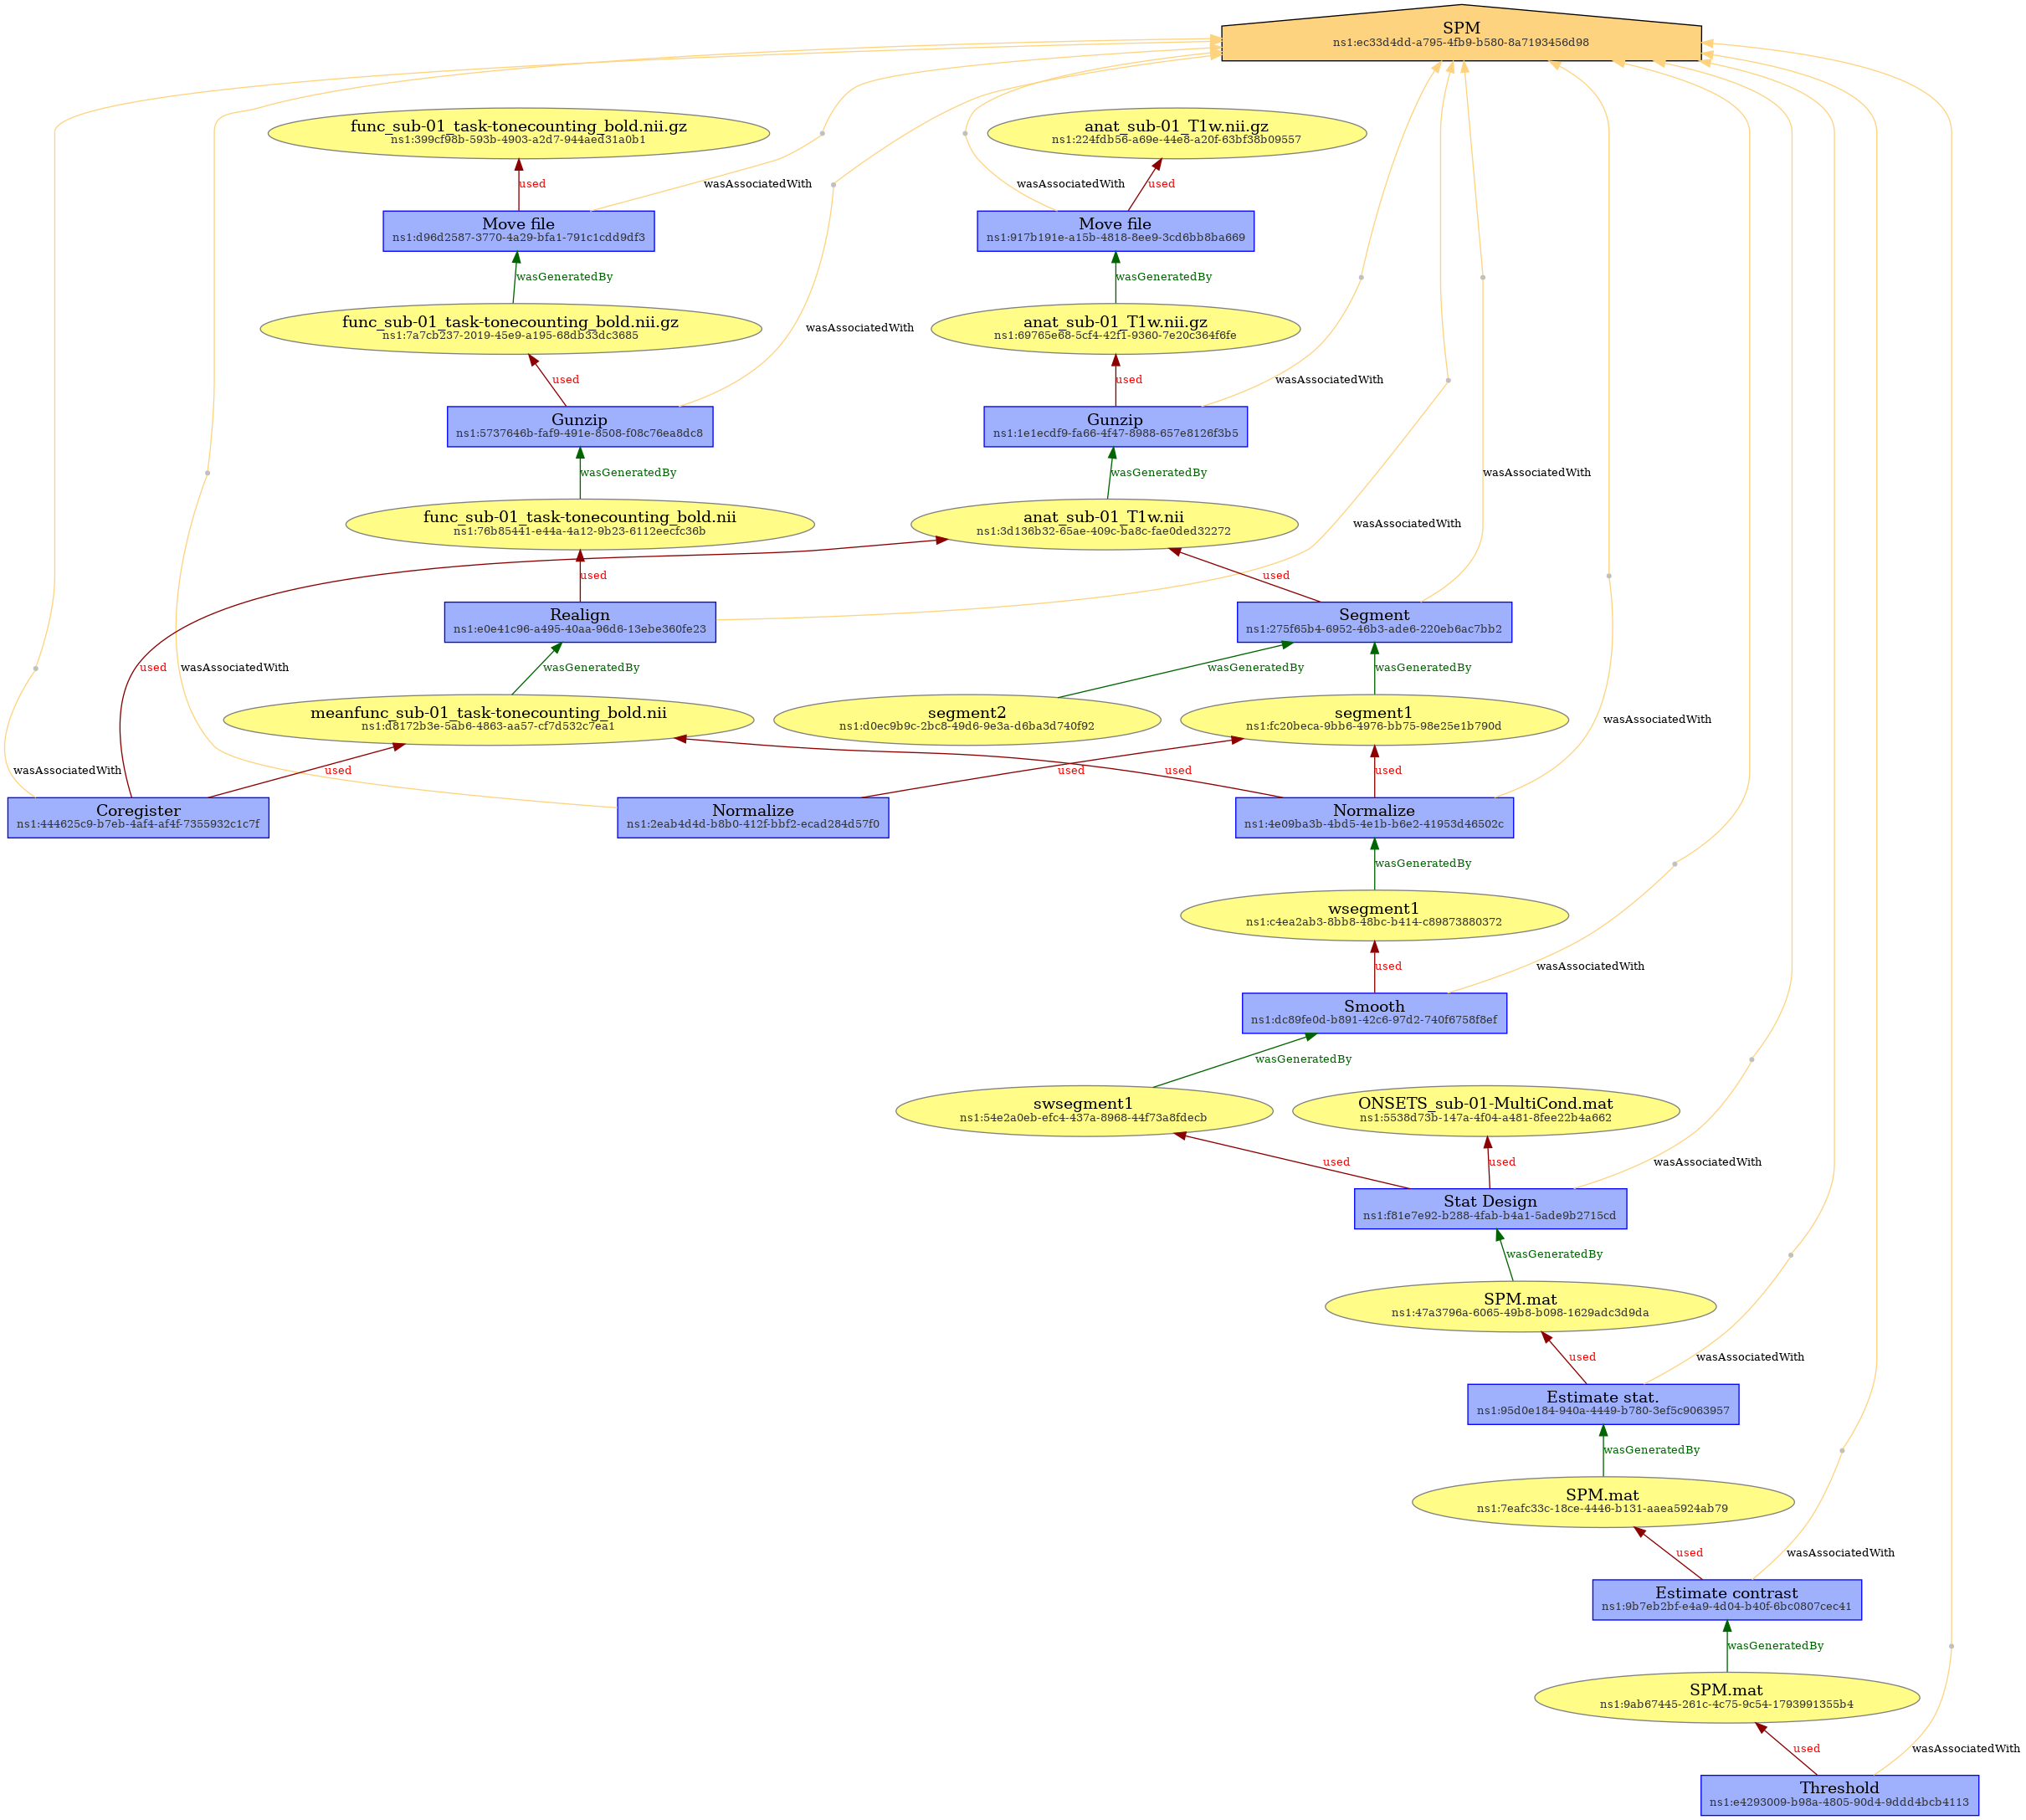 SPM
ns1:ec33d4dd-a795-4fb9-b580-8a7193456d98
func_sub-01_task-tonecounting_bold.nii.gz
ns1:399cf98b-593b-4903-a2d7-944aed31a0b1
anat_sub-01_T1w.nii.gz
ns1:224fdb56-a69e-44e8-a20f-63bf38b09557
used
wasAssociatedWith
wasAssociatedWith
used
Move file
ns1:d96d2587-3770-4a29-bfa1-791c1cdd9df3
Move file
ns1:917b191e-a15b-4818-8ee9-3cd6bb8ba669
wasGeneratedBy
wasGeneratedBy
func_sub-01_task-tonecounting_bold.nii.gz
ns1:7a7cb237-2019-45e9-a195-68db33dc3685
wasAssociatedWith
anat_sub-01_T1w.nii.gz
ns1:69765e68-5cf4-42f1-9360-7e20c364f6fe
used
used
wasAssociatedWith
Gunzip
ns1:5737646b-faf9-491e-8508-f08c76ea8dc8
Gunzip
ns1:1e1ecdf9-fa66-4f47-8988-657e8126f3b5
wasGeneratedBy
wasGeneratedBy
wasAssociatedWith
func_sub-01_task-tonecounting_bold.nii
ns1:76b85441-e44a-4a12-9b23-6112eecfc36b
anat_sub-01_T1w.nii
ns1:3d136b32-65ae-409c-ba8c-fae0ded32272
wasAssociatedWith
used
used
Realign
ns1:e0e41c96-a495-40aa-96d6-13ebe360fe23
Segment
ns1:275f65b4-6952-46b3-ade6-220eb6ac7bb2
used
wasAssociatedWith
wasGeneratedBy
wasGeneratedBy
wasGeneratedBy
meanfunc_sub-01_task-tonecounting_bold.nii
ns1:d8172b3e-5ab6-4863-aa57-cf7d532c7ea1
segment2
ns1:d0ec9b9c-2bc8-49d6-9e3a-d6ba3d740f92
segment1
ns1:fc20beca-9bb6-4976-bb75-98e25e1b790d
wasAssociatedWith
wasAssociatedWith
used
used
used
used
Coregister
ns1:444625c9-b7eb-4af4-af4f-7355932c1c7f
Normalize
ns1:2eab4d4d-b8b0-412f-bbf2-ecad284d57f0
Normalize
ns1:4e09ba3b-4bd5-4e1b-b6e2-41953d46502c
wasGeneratedBy
wsegment1
ns1:c4ea2ab3-8bb8-48bc-b414-c89873880372
used
wasAssociatedWith
Smooth
ns1:dc89fe0d-b891-42c6-97d2-740f6758f8ef
wasGeneratedBy
swsegment1
ns1:54e2a0eb-efc4-437a-8968-44f73a8fdecb
ONSETS_sub-01-MultiCond.mat
ns1:5538d73b-147a-4f04-a481-8fee22b4a662
used
used
wasAssociatedWith
Stat Design
ns1:f81e7e92-b288-4fab-b4a1-5ade9b2715cd
wasGeneratedBy
SPM.mat
ns1:47a3796a-6065-49b8-b098-1629adc3d9da
used
wasAssociatedWith
Estimate stat.
ns1:95d0e184-940a-4449-b780-3ef5c9063957
wasGeneratedBy
SPM.mat
ns1:7eafc33c-18ce-4446-b131-aaea5924ab79
used
wasAssociatedWith
Estimate contrast
ns1:9b7eb2bf-e4a9-4d04-b40f-6bc0807cec41
wasGeneratedBy
SPM.mat
ns1:9ab67445-261c-4c75-9c54-1793991355b4
used
wasAssociatedWith
Threshold
ns1:e4293009-b98a-4805-90d4-9ddd4bcb4113